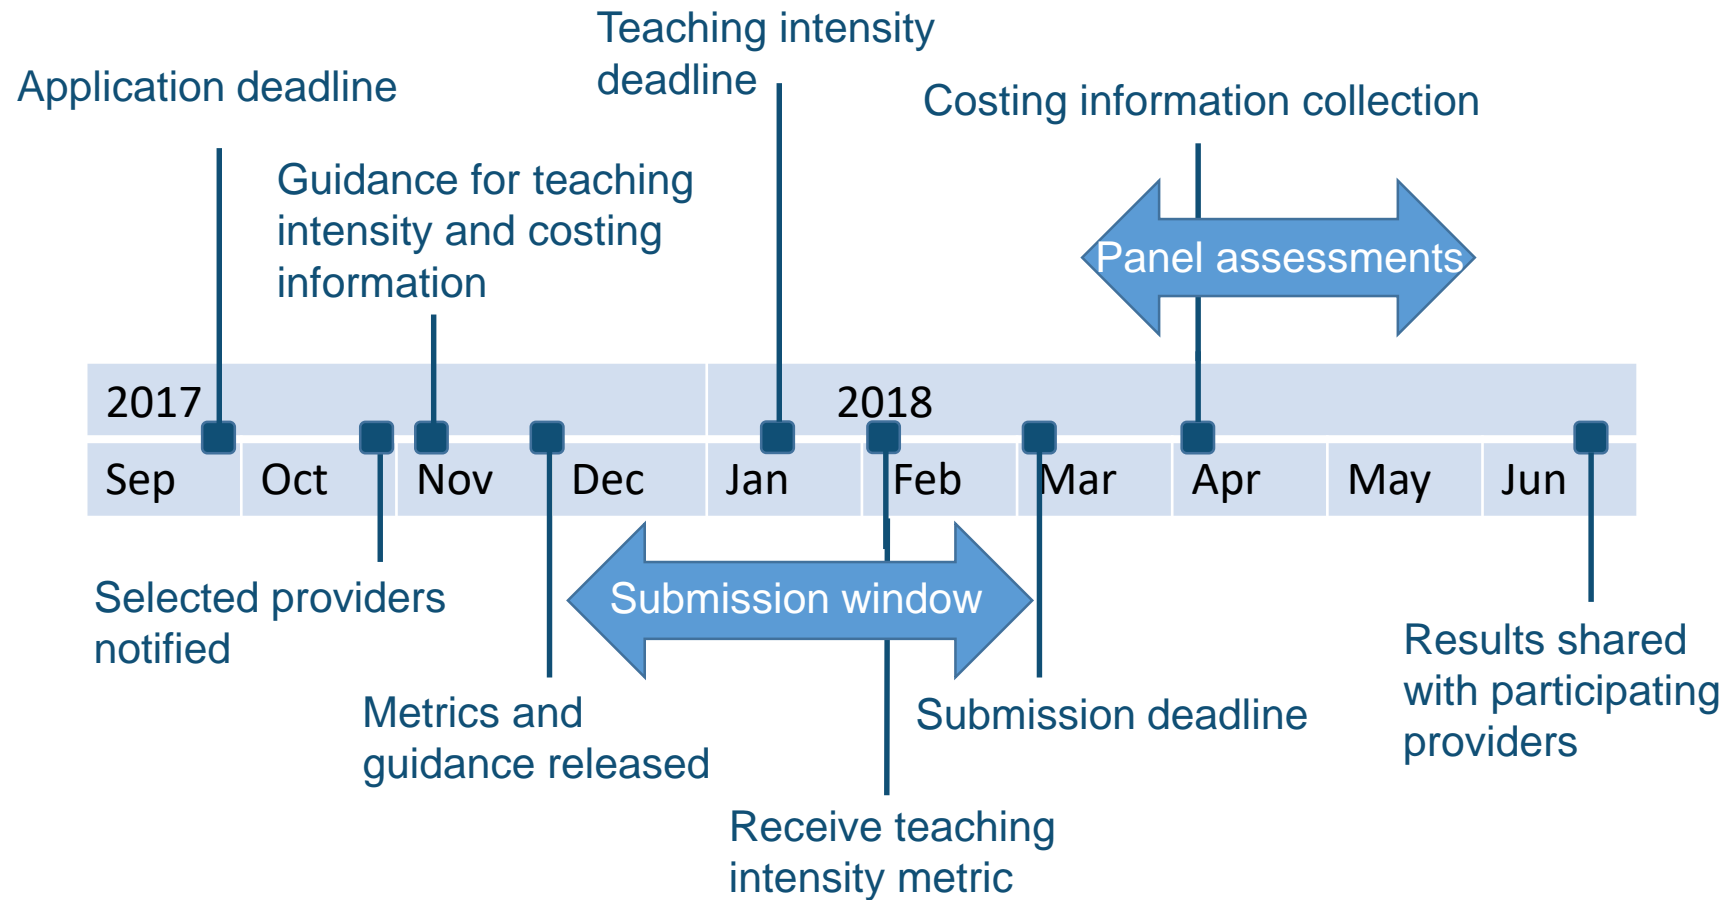 Teaching intensity
deadline
Application deadline
Costing information collection
Guidance for teaching
intensity and costing
information
Panel assessments
2017
2018
Sep
Oct
Nov
Dec
Jan
Feb
Mar
Apr
May
Jun
Submission window
Selected providers
notified
Results shared
with participating
providers
Metrics and
guidance released
Submission deadline
Receive teaching
intensity metric